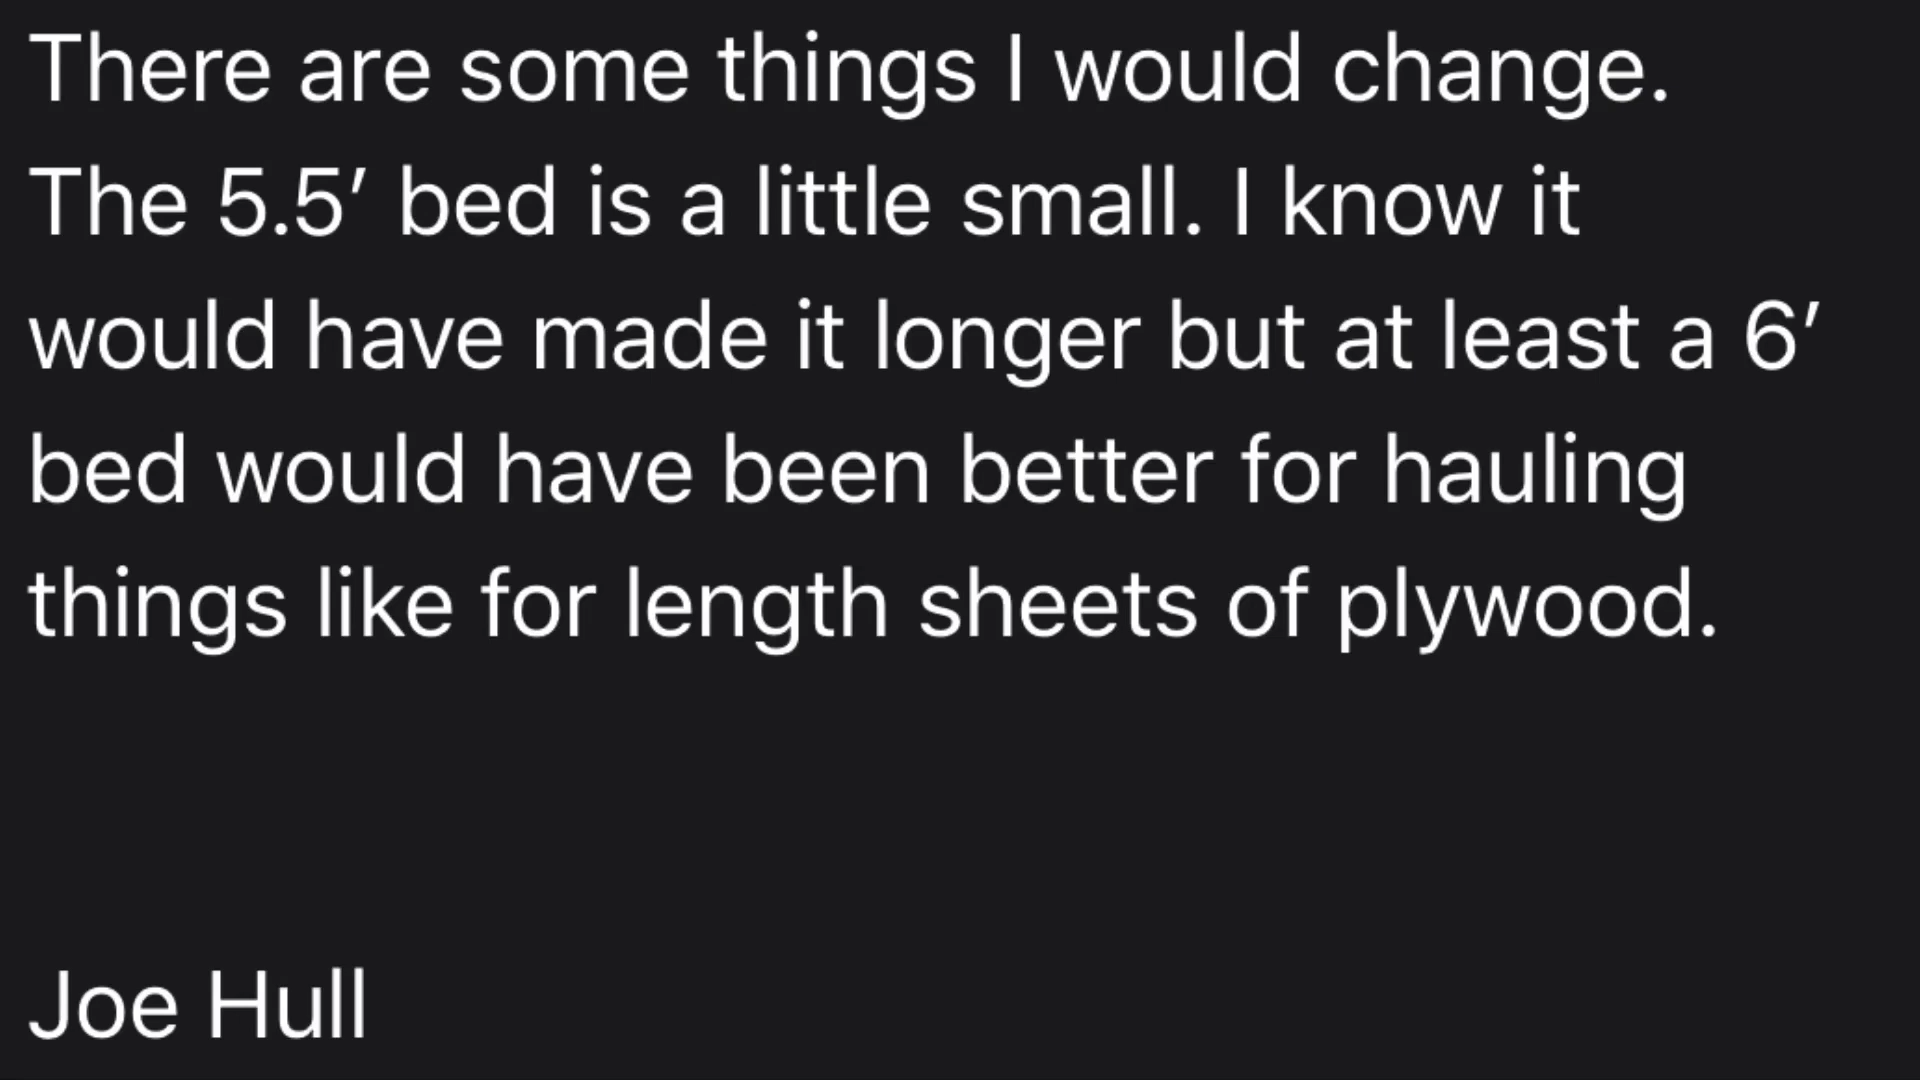 There are some things I would change.
The 5.5′ bed is a little small. I know it
would have made it longer but at least a 6′
bed would have been better for hauling
things like for length sheets of plywood.
Joe Hull